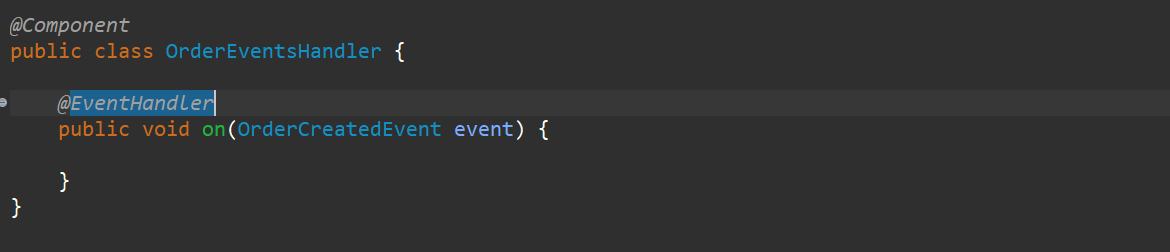 @Component
public class OrderEventsHandler {
@EventHandler
public void on(OrderCreatedEvent event) {
}
}